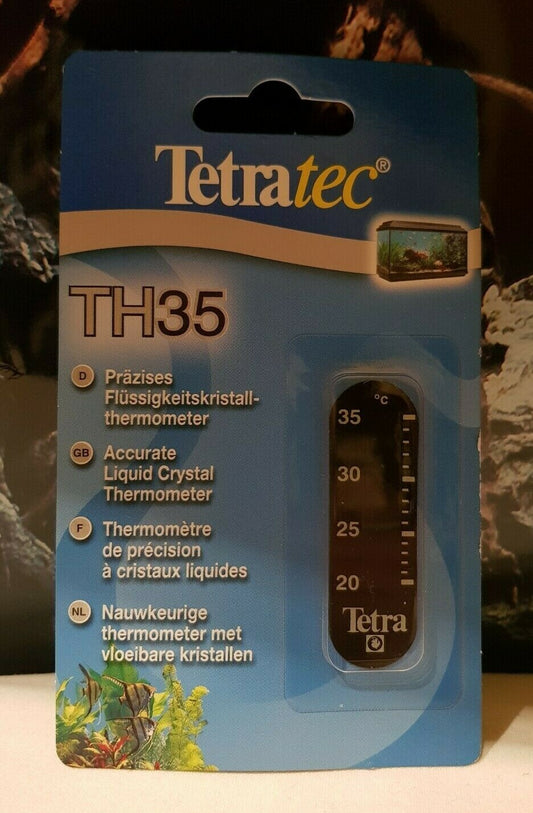 Tetratec®
TH35
D Präzises
Flüssigkeitskristall-
thermometer
GB Accurate
Liquid Crystal
Thermometer
F Thermomètre
de précision
à cristaux liquides
NL Nauwkeurige
thermometer met
vloeibare kristallen
°C
35
30
25
20
Tetra